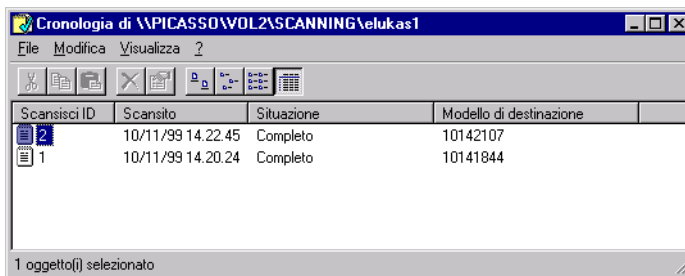 Cronologia di \\PICASSO\VOL2\SCANNING\elukas1
File Modifica Visualizza ?
Scansisci ID Scansito Situazione Modello di destinazione
2 10/11/99 14.22.45 Completo 10142107
1 10/11/99 14.20.24 Completo 10141844
1 oggetto(i) selezionato